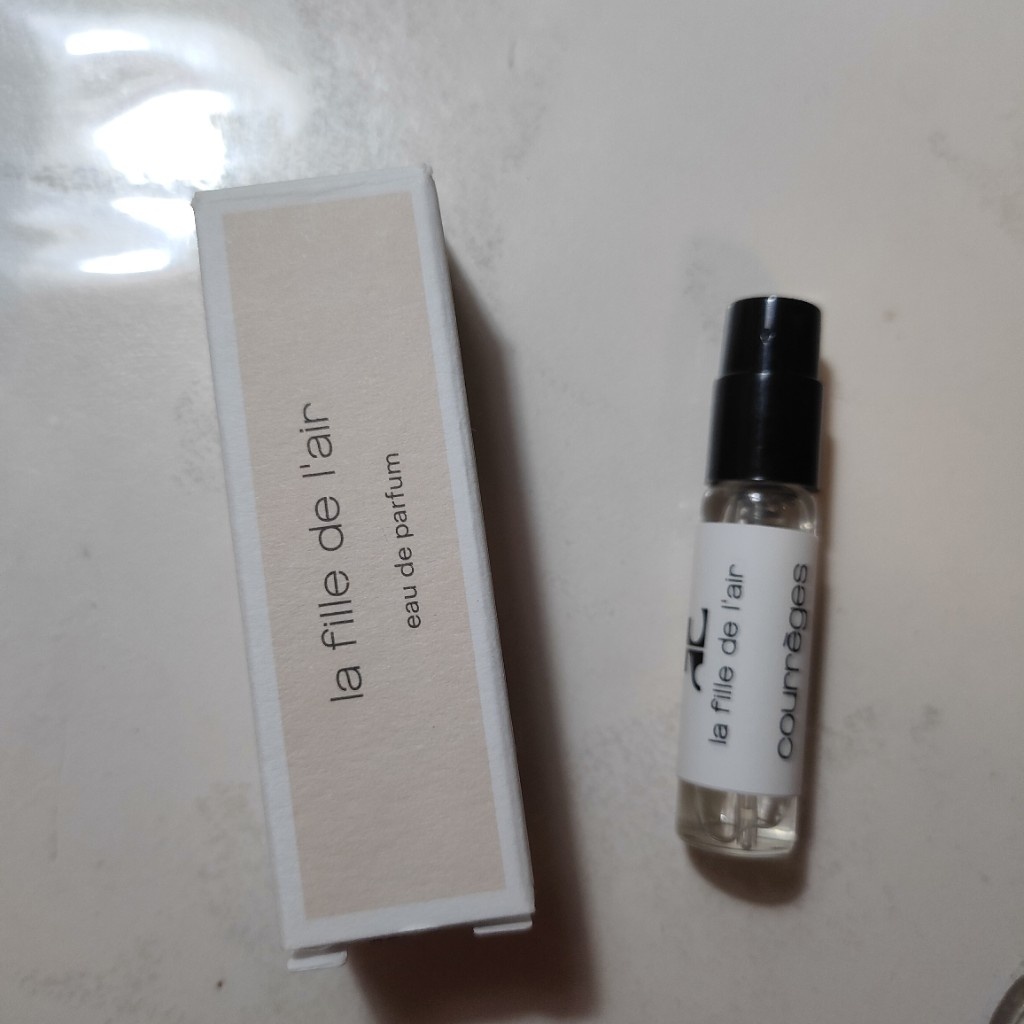 la fille de l'air
eau de parfum
la fille de l'air
courrèges